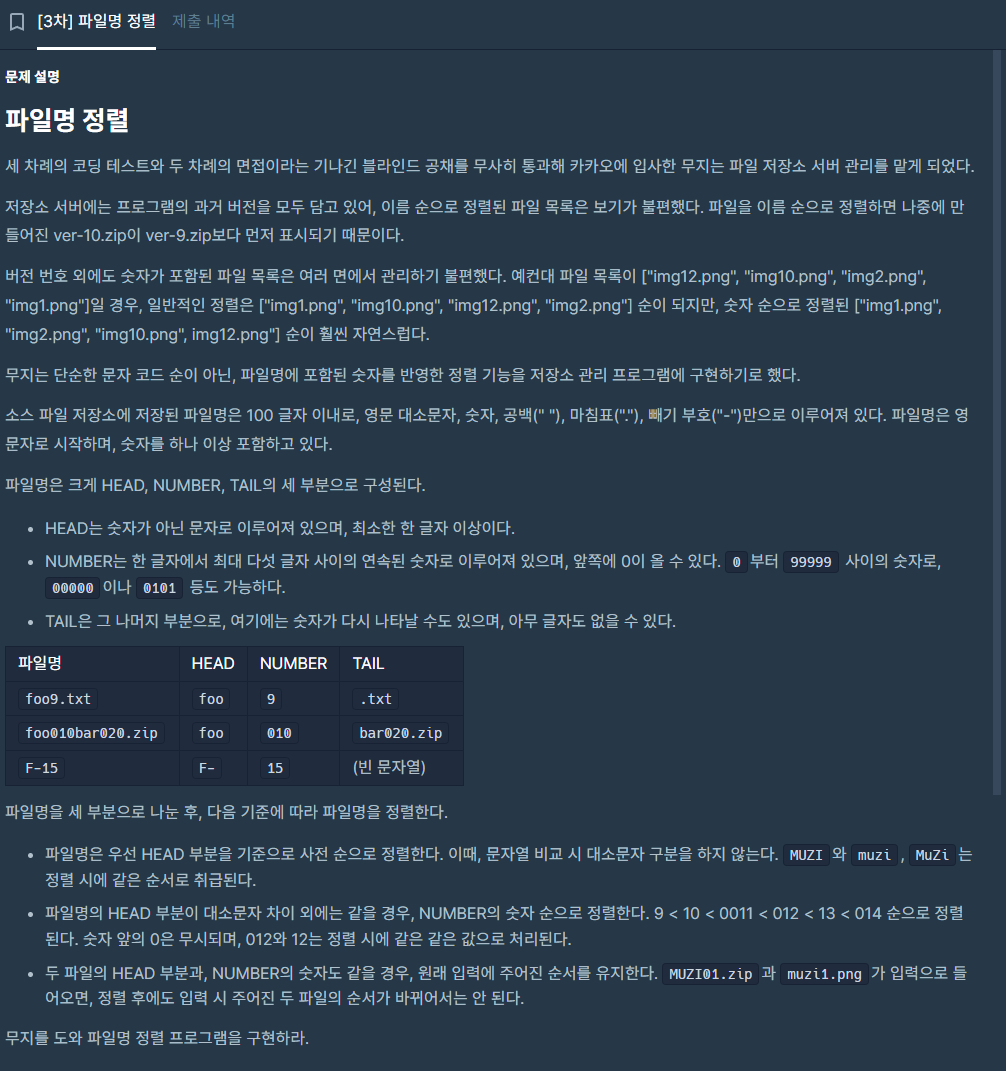 [3차] 파일명 정렬 제출 내역
문제 설명
파일명 정렬
세 차례의 코딩 테스트와 두 차례의 면접이라는 기나긴 블라인드 공채를 무사히 통과해 카카오에 입사한 무지는 파일 저장소 서버 관리를 맡게 되었다.
저장소 서버에는 프로그램의 과거 버전을 모두 담고 있어, 이름 순으로 정렬된 파일 목록은 보기가 불편했다. 파일을 이름 순으로 정렬하면 나중에 만
들어진 ver-10.zip이 ver-9.zip보다 먼저 표시되기 때문이다.
버전 번호 외에도 숫자가 포함된 파일 목록은 여러 면에서 관리하기 불편했다. 예컨대 파일 목록이 ["img12.png", "img10.png", "img2.png",
"img1.png"]일 경우, 일반적인 정렬은 ["img1.png", "img10.png", "img12.png", "img2.png"] 순이 되지만, 숫자 순으로 정렬된 ["img1.png",
"img2.png", "img10.png", img12.png"] 순이 훨씬 자연스럽다.
무지는 단순한 문자 코드 순이 아닌, 파일명에 포함된 숫자를 반영한 정렬 기능을 저장소 관리 프로그램에 구현하기로 했다.
소스 파일 저장소에 저장된 파일명은 100 글자 이내로, 영문 대소문자, 숫자, 공백(" "), 마침표("."), 빼기 부호("-")만으로 이루어져 있다. 파일명은 영
문자로 시작하며, 숫자를 하나 이상 포함하고 있다.
파일명은 크게 HEAD, NUMBER, TAIL의 세 부분으로 구성된다.
• HEAD는 숫자가 아닌 문자로 이루어져 있으며, 최소한 한 글자 이상이다.
• NUMBER는 한 글자에서 최대 다섯 글자 사이의 연속된 숫자로 이루어져 있으며, 앞쪽에 0이 올 수 있다. 0 부터 99999 사이의 숫자로,
00000 이나 0101 등도 가능하다.
• TAIL은 그 나머지 부분으로, 여기에는 숫자가 다시 나타날 수도 있으며, 아무 글자도 없을 수 있다.
파일명 HEAD NUMBER TAIL
foo9.txt foo 9 .txt
foo010bar020.zip foo 010 bar020.zip
F-15 F- 15 (빈 문자열)
파일명을 세 부분으로 나눈 후, 다음 기준에 따라 파일명을 정렬한다.
• 파일명은 우선 HEAD 부분을 기준으로 사전 순으로 정렬한다. 이때, 문자열 비교 시 대소문자 구분을 하지 않는다. MUZI 와 muzi , MuZi 는
정렬 시에 같은 순서로 취급된다.
• 파일명의 HEAD 부분이 대소문자 차이 외에는 같을 경우, NUMBER의 숫자 순으로 정렬한다. 9 < 10 < 0011 < 012 < 13 < 014 순으로 정렬
된다. 숫자 앞의 0은 무시되며, 012와 12는 정렬 시에 같은 같은 값으로 처리된다.
• 두 파일의 HEAD 부분과, NUMBER의 숫자도 같을 경우, 원래 입력에 주어진 순서를 유지한다. MUZI01.zip 과 muzi1.png 가 입력으로 들
어오면, 정렬 후에도 입력 시 주어진 두 파일의 순서가 바뀌어서는 안 된다.
무지를 도와 파일명 정렬 프로그램을 구현하라.